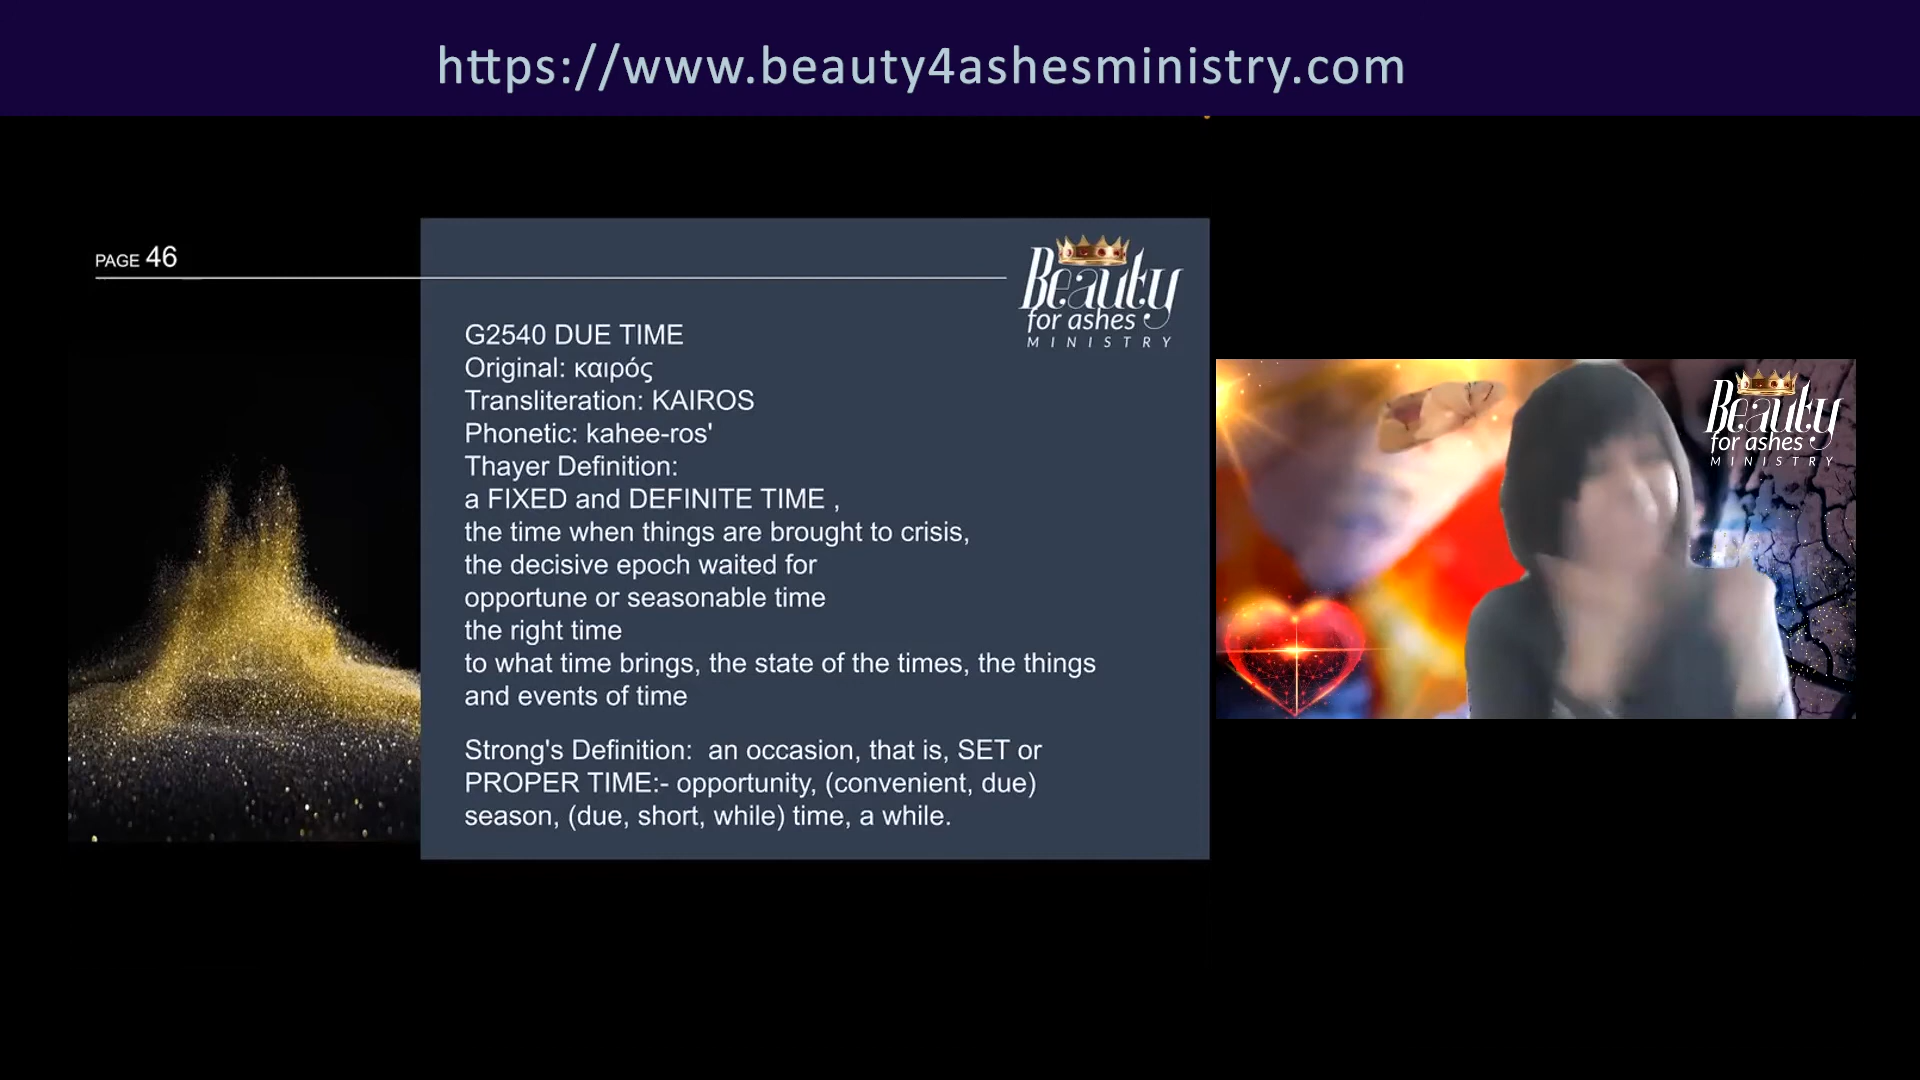 https://www.beauty4ashesministry.com
PAGE 46
Beauty
for ashes
MINISTRY
G2540 DUE TIME
Original: καιρός
Transliteration: KAIROS
Phonetic: kahee-ros'
Thayer Definition:
a FIXED and DEFINITE TIME ,
the time when things are brought to crisis,
the decisive epoch waited for
opportune or seasonable time
the right time
to what time brings, the state of the times, the things
and events of time
Strong's Definition:  an occasion, that is, SET or
PROPER TIME:- opportunity, (convenient, due)
season, (due, short, while) time, a while.
Beauty
for ashes
MINISTRY